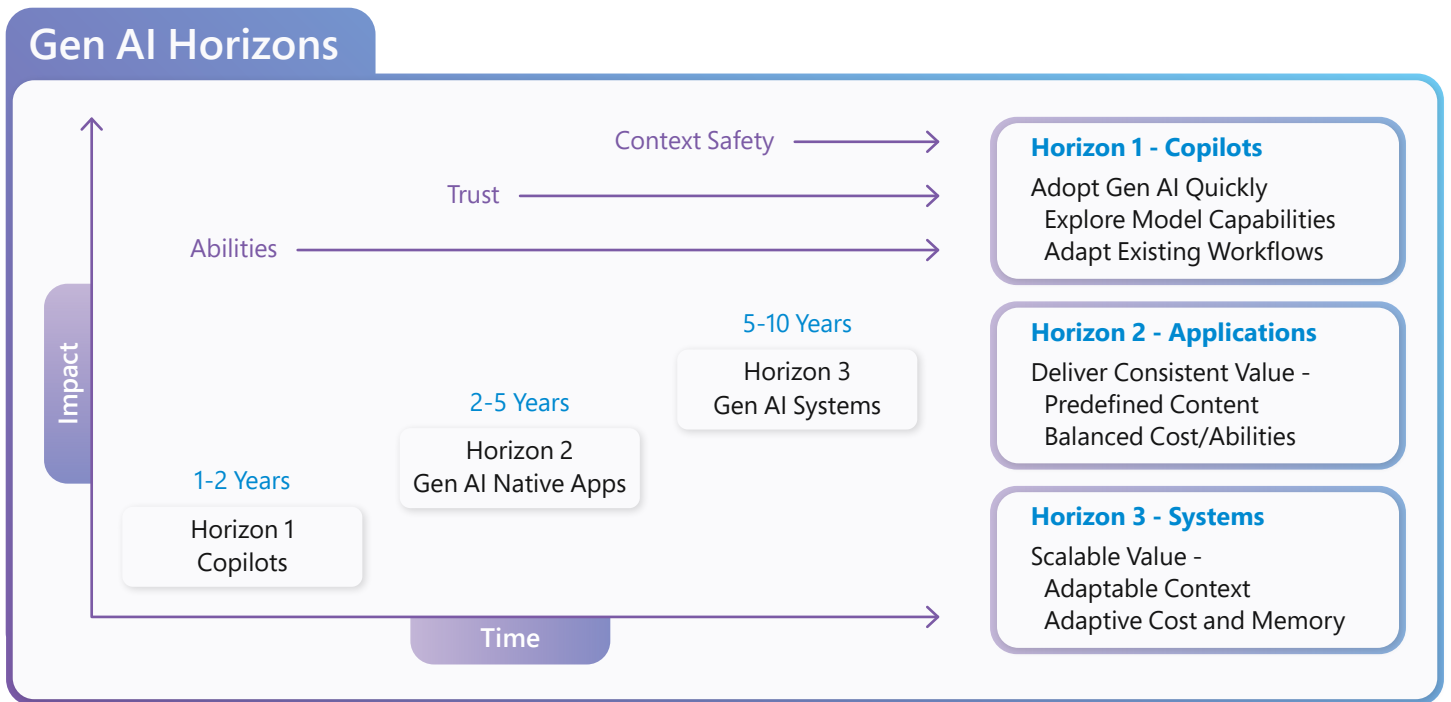 Gen AI Horizons
Context Safety
Trust
Abilities
Impact
5-10 Years
Horizon 3
Gen AI Systems
2-5 Years
Horizon 2
Gen AI Native Apps
1-2 Years
Horizon 1
Copilots
Time
Horizon 1 - Copilots
Adopt Gen AI Quickly
Explore Model Capabilities
Adapt Existing Workflows
Horizon 2 - Applications
Deliver Consistent Value -
Predefined Content
Balanced Cost/Abilities
Horizon 3 - Systems
Scalable Value -
Adaptable Context
Adaptive Cost and Memory